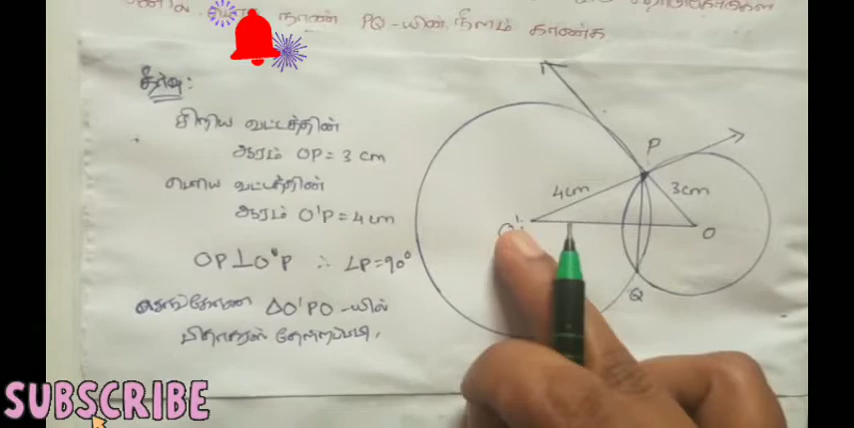 நாண் PQ-யின் நீளம் காண்க
தீர்வு:
சிறிய வட்டத்தின்
ஆரம் OP = 3 cm
பெரிய வட்டத்தின்
ஆரம் O'P = 4 cm
OP⊥O'P ∴ ∠P = 90°
செங்கோண ΔO'PO-யில்
பிதாகரஸ் தேற்றப்படி,
P
4cm
3cm
O'
O
Q
SUBSCRIBE